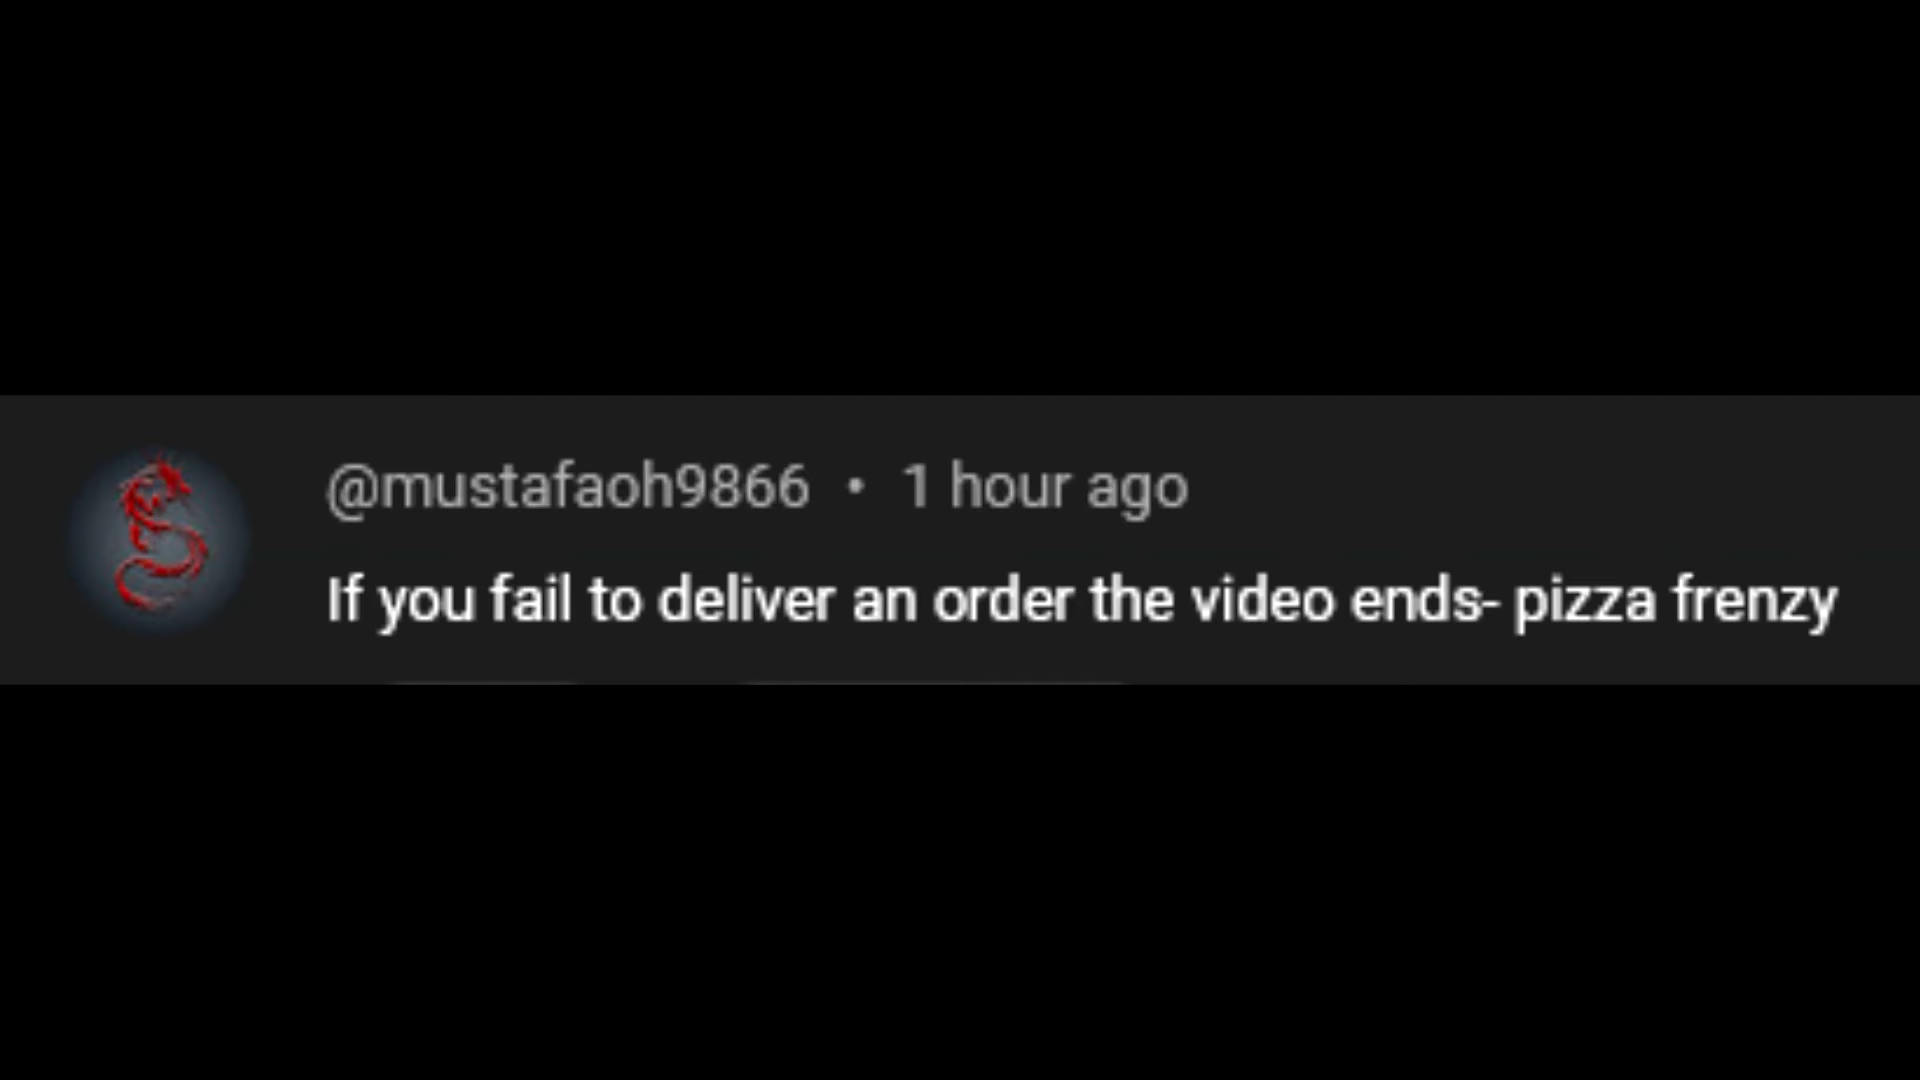 @mustafaoh9866 • 1 hour ago
If you fail to deliver an order the video ends- pizza frenzy